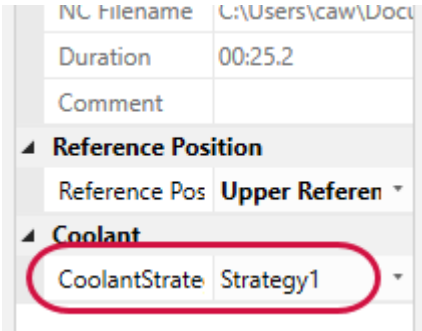 NC Filename C:\Users\caw\Docu
Duration 00:25.2
Comment
Reference Position
Reference Pos Upper Referen
Coolant
CoolantStrate Strategy1